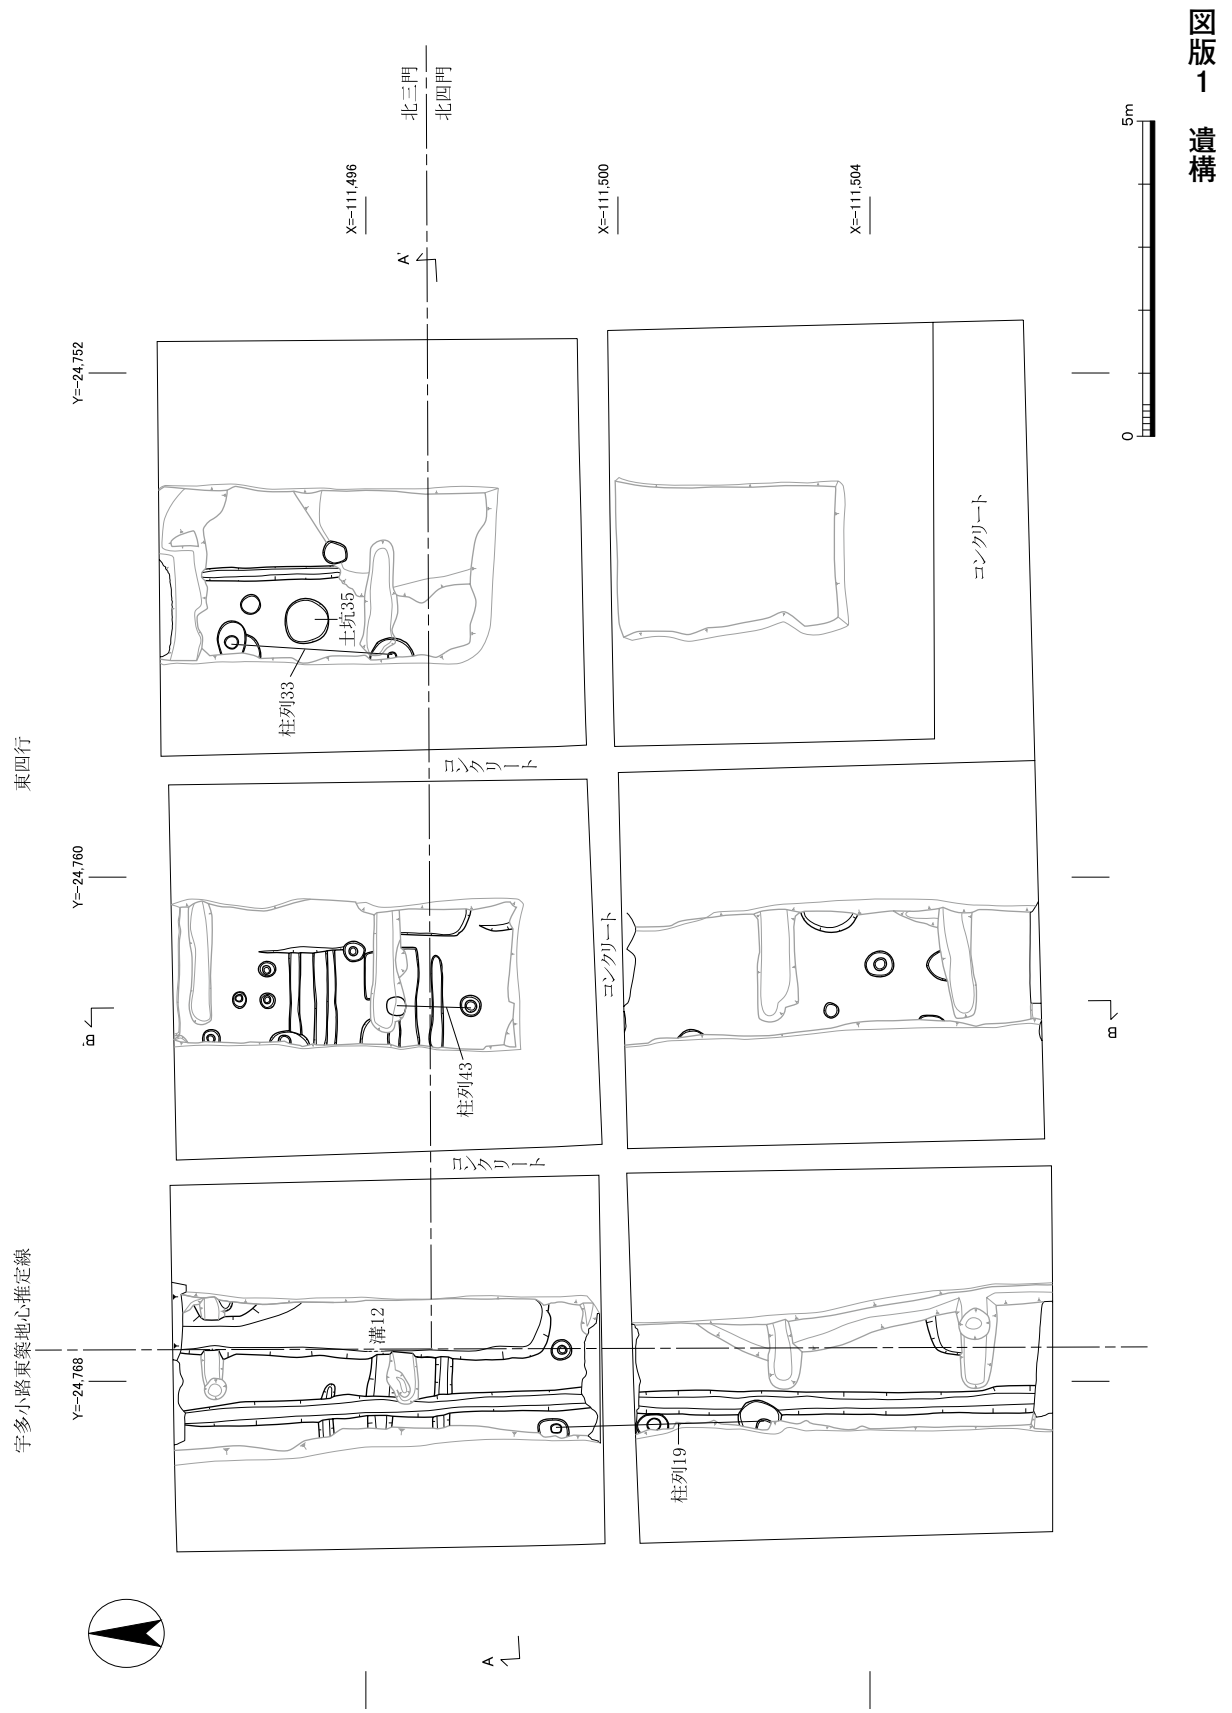 図版1 遺構
宇多小路東築地心推定線
東四行
Y=-24,768
Y=-24,760
Y=-24,752
北三門
北四門
X=-111,496
X=-111,500
X=-111,504
A
A'
B'
B
溝12
柱列19
柱列43
柱列33
土坑35
コンクリート
コンクリート
コンクリート
コンクリート
0
5m